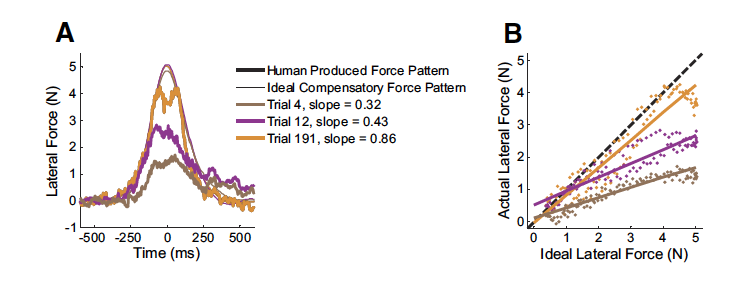 A
B
Lateral Force (N)
5
4
3
2
1
0
-1
-500
-250
0
250
500
Time (ms)
Human Produced Force Pattern
Ideal Compensatory Force Pattern
Trial 4, slope = 0.32
Trial 12, slope = 0.43
Trial 191, slope = 0.86
Actual Lateral Force (N)
5
4
3
2
1
0
0
1
2
3
4
5
Ideal Lateral Force (N)